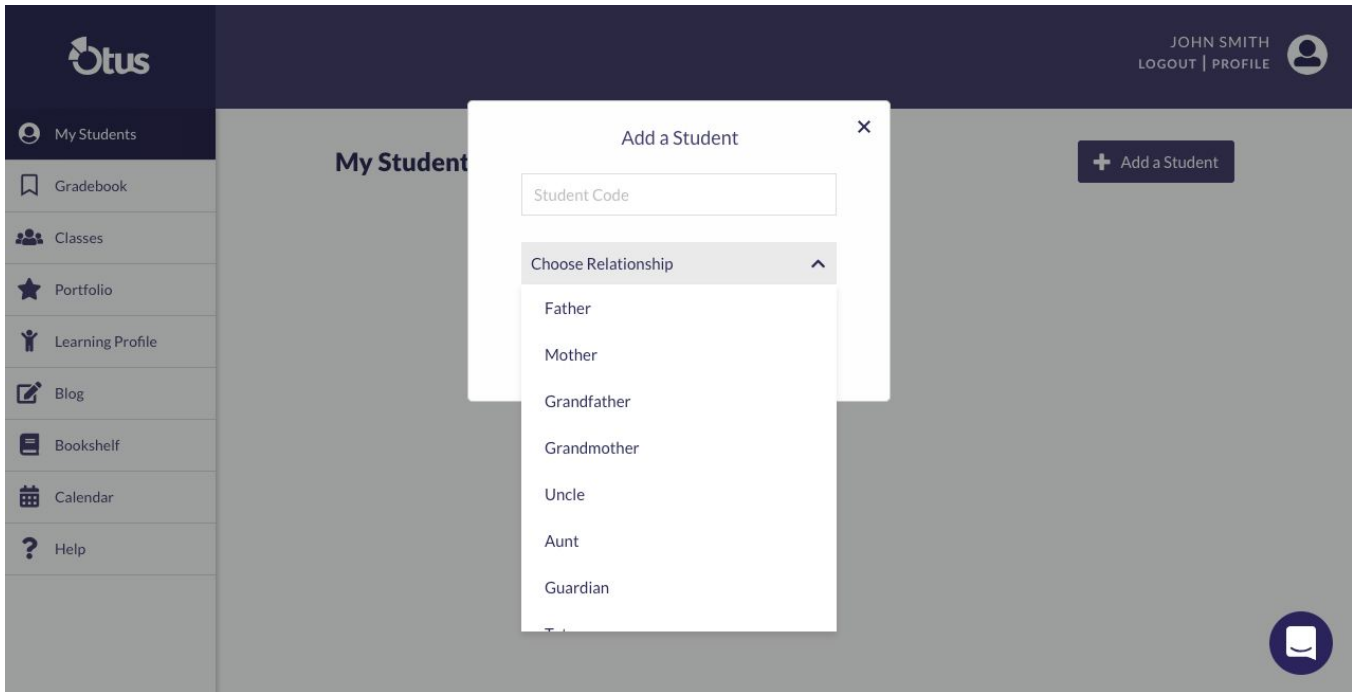 Otus
JOHN SMITH
LOGOUT | PROFILE
My Students
Gradebook
Classes
Portfolio
Learning Profile
Blog
Bookshelf
Calendar
Help
My Student
+ Add a Student
Add a Student
Student Code
Choose Relationship
Father
Mother
Grandfather
Grandmother
Uncle
Aunt
Guardian